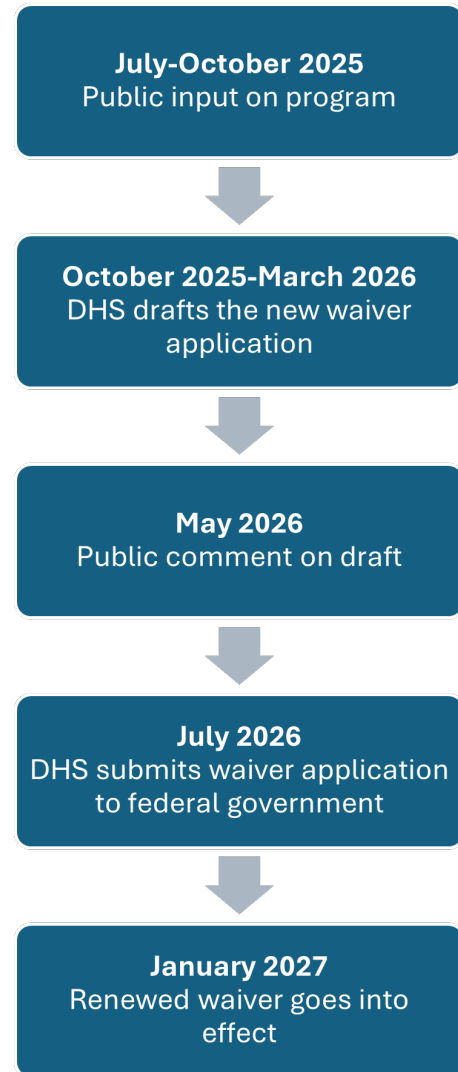 July-October 2025
Public input on program
October 2025-March 2026
DHS drafts the new waiver
application
May 2026
Public comment on draft
July 2026
DHS submits waiver application
to federal government
January 2027
Renewed waiver goes into
effect